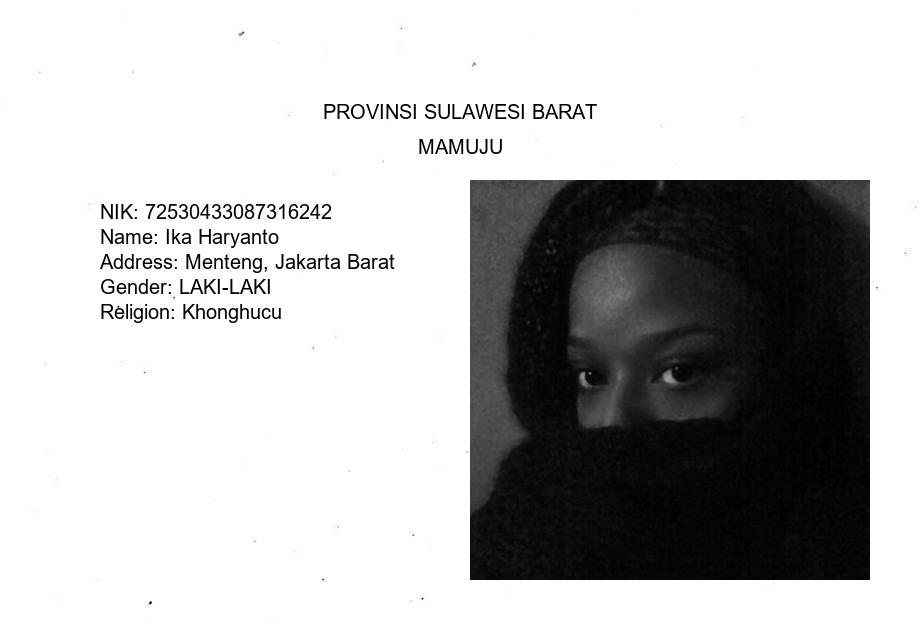 PROVINSI SULAWESI BARAT
MAMUJU
NIK: 72530433087316242
Name: Ika Haryanto
Address: Menteng, Jakarta Barat
Gender: LAKI-LAKI
Religion: Khonghucu